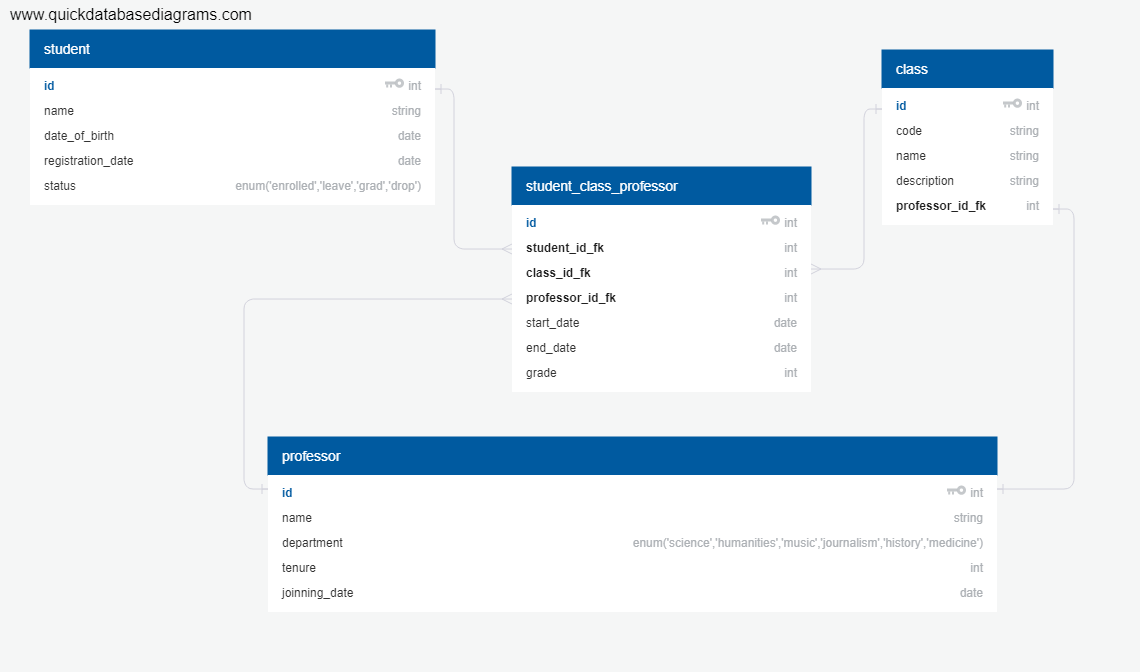 www.quickdatabasediagrams.com
student
id int
name string
date_of_birth date
registration_date date
status enum('enrolled','leave','grad','drop')
class
id int
code string
name string
description string
professor_id_fk int
student_class_professor
id int
student_id_fk int
class_id_fk int
professor_id_fk int
start_date date
end_date date
grade int
professor
id int
name string
department enum('science','humanities','music','journalism','history','medicine')
tenure int
joinning_date date